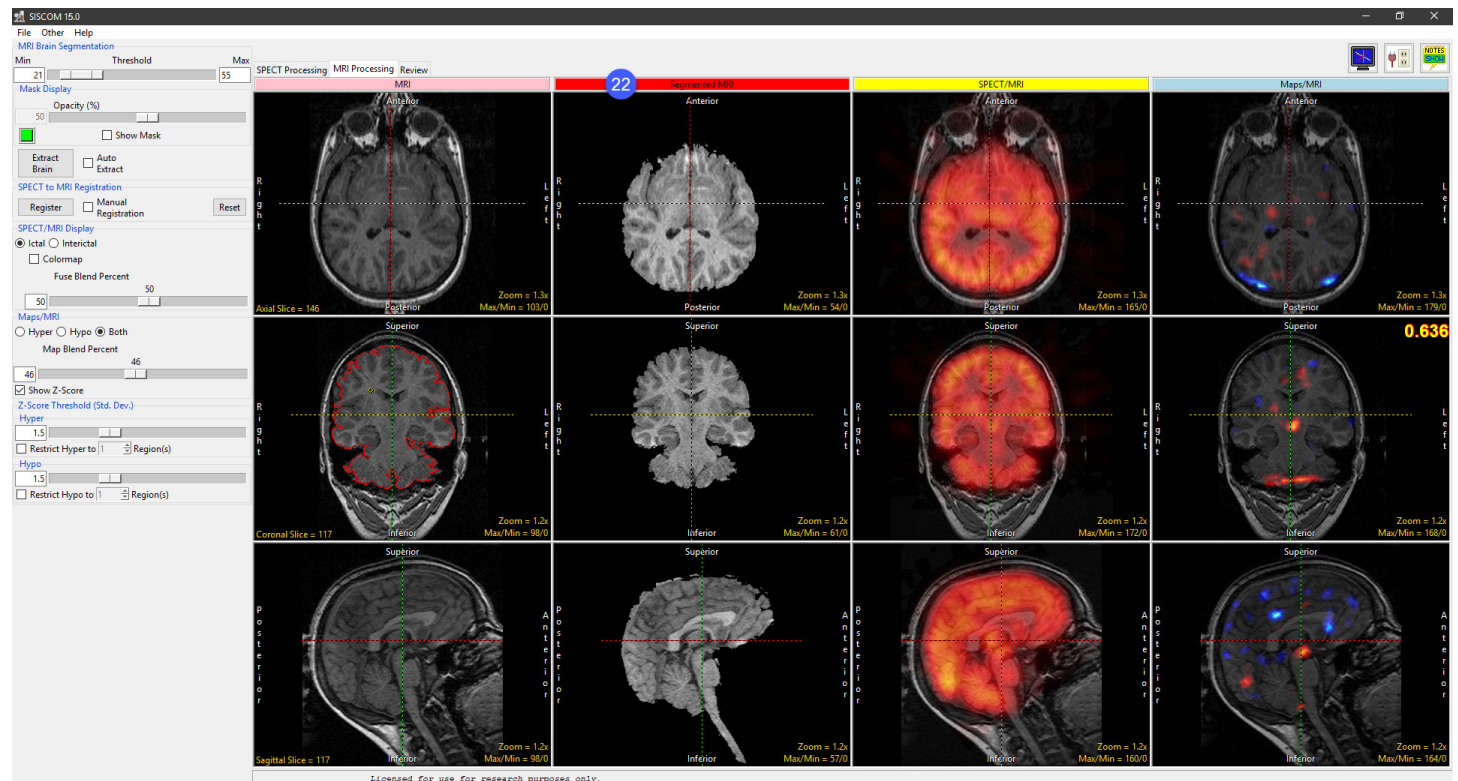 SISCOM 15.0
File Other Help
MRI Brain Segmentation
Min Threshold Max
21 55
Mask Display
Opacity (%)
50
Show Mask
Extract Brain
Auto Extract
SPECT to MRI Registration
Register
Manual Registration
Reset
SPECT/MRI Display
Ictal Interictal
Colormap
Fuse Blend Percent
50
50
Maps/MRI
Hyper Hypo Both
Map Blend Percent
46
46
Show Z-Score
Z-Score Threshold (Std. Dev.)
Hyper
1.5
Restrict Hyper to 1 Region(s)
Hypo
1.5
Restrict Hypo to 1 Region(s)
SPECT Processing MRI Processing Review
NOTES
SHOW
MRI
22
Segmented MRI
SPECT/MRI
Maps/MRI
Anterior
Right
Left
Axial Slice = 146
Posterior
Zoom = 1.3x
Max/Min = 103/0
Anterior
Right
Left
Posterior
Zoom = 1.3x
Max/Min = 54/0
Anterior
Right
Left
Posterior
Zoom = 1.3x
Max/Min = 165/0
Anterior
Right
Left
Posterior
Zoom = 1.3x
Max/Min = 179/0
Superior
Right
Left
Coronal Slice = 117
Inferior
Zoom = 1.2x
Max/Min = 98/0
Superior
Right
Left
Inferior
Zoom = 1.2x
Max/Min = 61/0
Superior
Right
Left
Inferior
Zoom = 1.2x
Max/Min = 172/0
Superior
0.636
Right
Left
Inferior
Zoom = 1.2x
Max/Min = 168/0
Superior
Posterior
Anterior
Sagittal Slice = 117
Inferior
Zoom = 1.2x
Max/Min = 98/0
Superior
Posterior
Anterior
Inferior
Zoom = 1.2x
Max/Min = 57/0
Superior
Posterior
Anterior
Inferior
Zoom = 1.2x
Max/Min = 160/0
Superior
Posterior
Anterior
Inferior
Zoom = 1.2x
Max/Min = 164/0
Licensed for use for research purposes only.